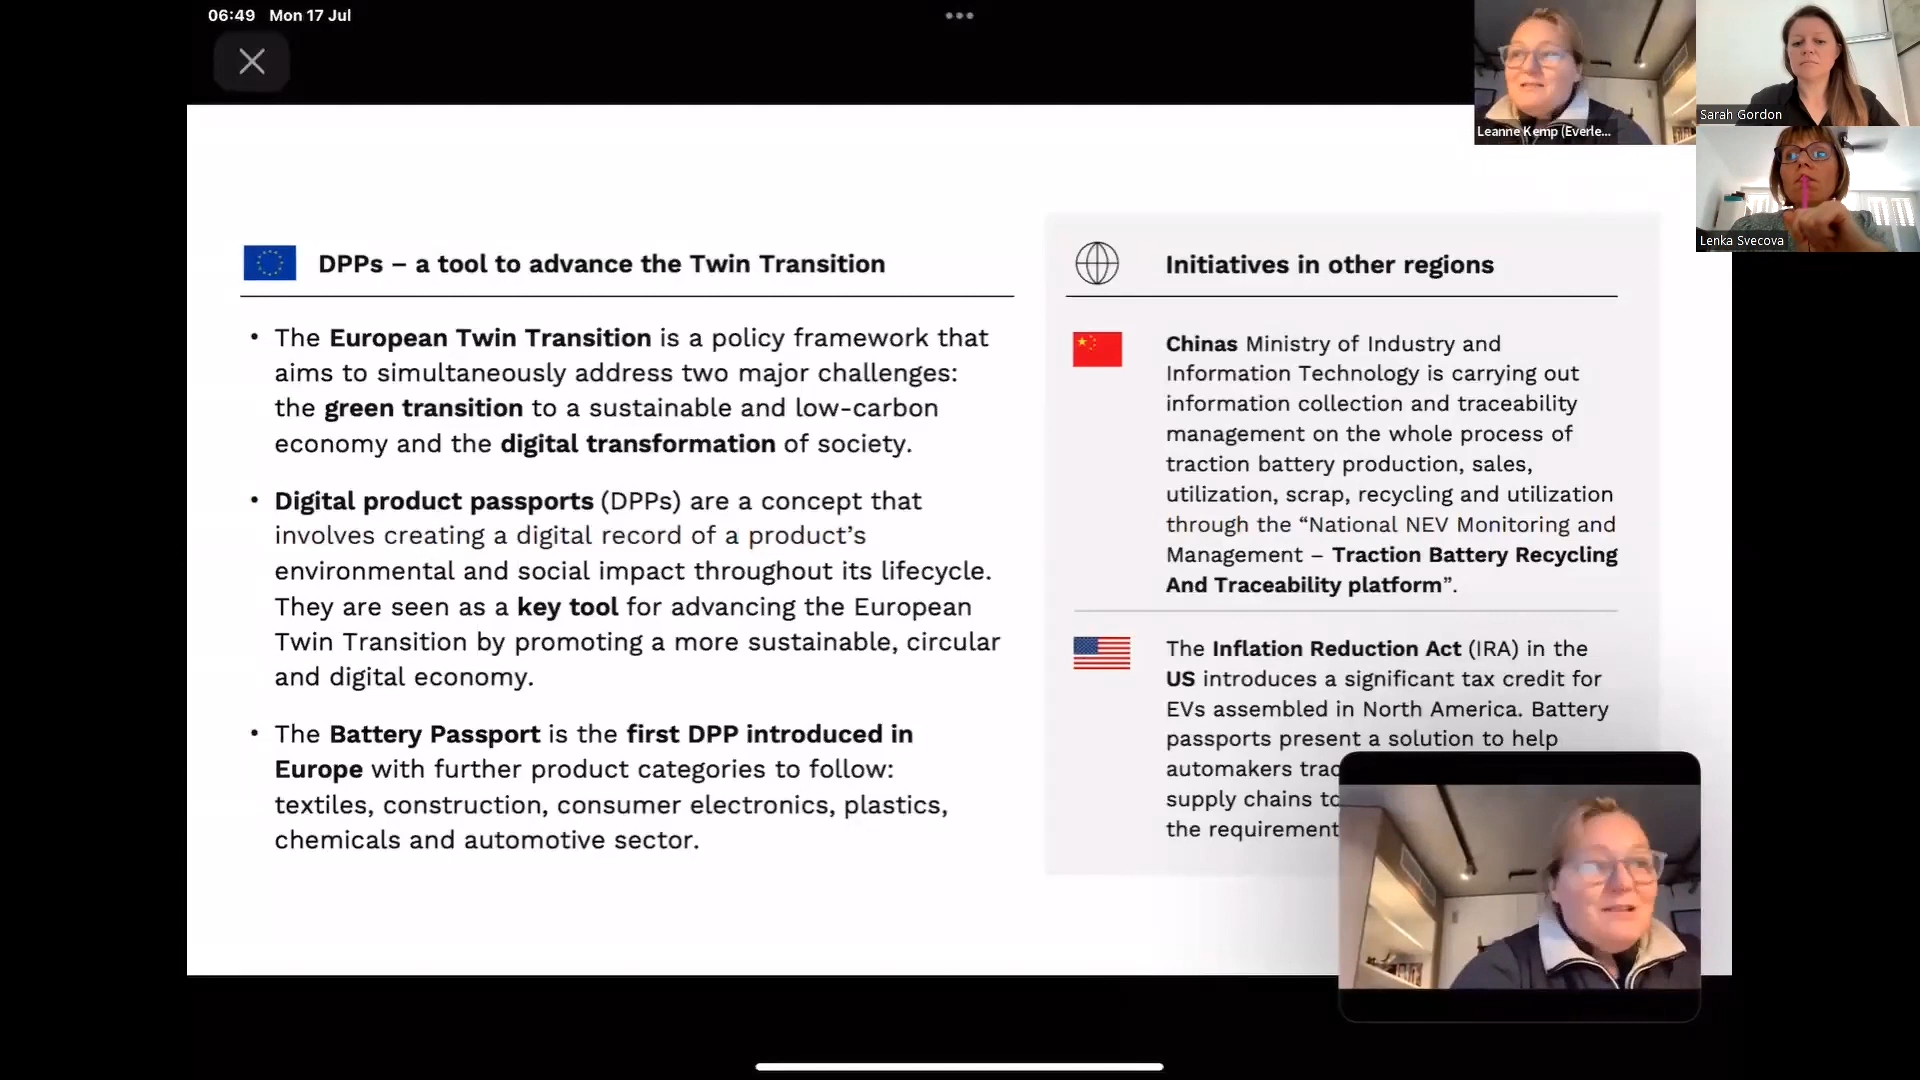 06:49 Mon 17 Jul
Leanne Kemp (Everle...
Sarah Gordon
Lenka Svecova
DPPs – a tool to advance the Twin Transition
• The European Twin Transition is a policy framework that
aims to simultaneously address two major challenges:
the green transition to a sustainable and low-carbon
economy and the digital transformation of society.
• Digital product passports (DPPs) are a concept that
involves creating a digital record of a product’s
environmental and social impact throughout its lifecycle.
They are seen as a key tool for advancing the European
Twin Transition by promoting a more sustainable, circular
and digital economy.
• The Battery Passport is the first DPP introduced in
Europe with further product categories to follow:
textiles, construction, consumer electronics, plastics,
chemicals and automotive sector.
Initiatives in other regions
Chinas Ministry of Industry and
Information Technology is carrying out
information collection and traceability
management on the whole process of
traction battery production, sales,
utilization, scrap, recycling and utilization
through the “National NEV Monitoring and
Management – Traction Battery Recycling
And Traceability platform”.
The Inflation Reduction Act (IRA) in the
US introduces a significant tax credit for
EVs assembled in North America. Battery
passports present a solution to help
automakers
supply chains
the